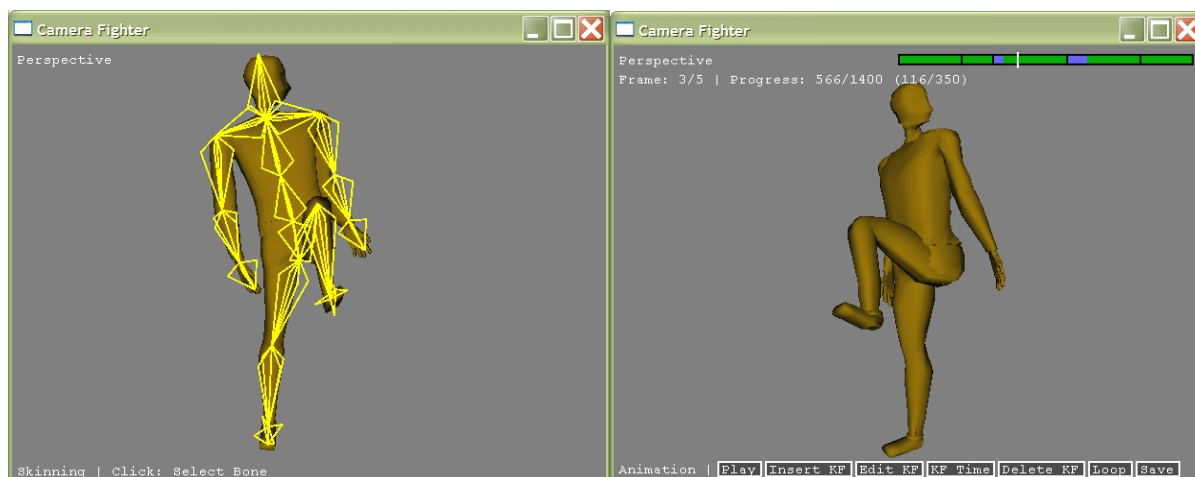 Camera Fighter
Perspective
Skinning | Click: Select Bone
Camera Fighter
Perspective
Frame: 3/5 | Progress: 566/1400 (116/350)
Animation | Play Insert KF Edit KF KF Time Delete KF Loop Save